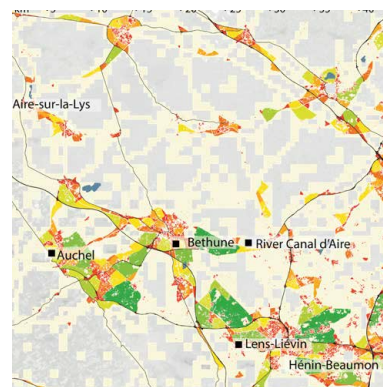 Aire-sur-la-Lys
Bethune
River Canal d'Aire
Auchel
Lens-Liévin
Hénin-Beaumon